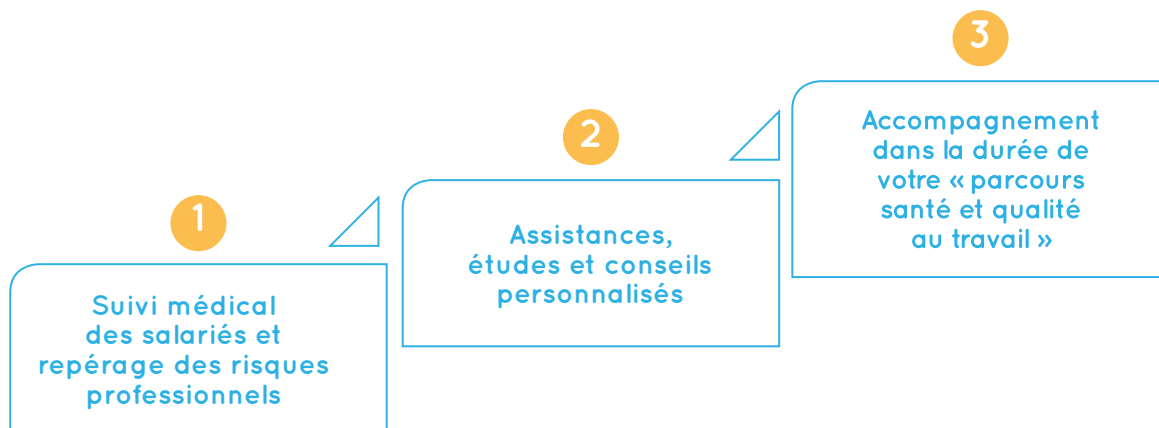 1
Suivi médical
des salariés et
repérage des risques
professionnels
2
Assistances,
études et conseils
personnalisés
3
Accompagnement
dans la durée de
votre « parcours
santé et qualité
au travail »